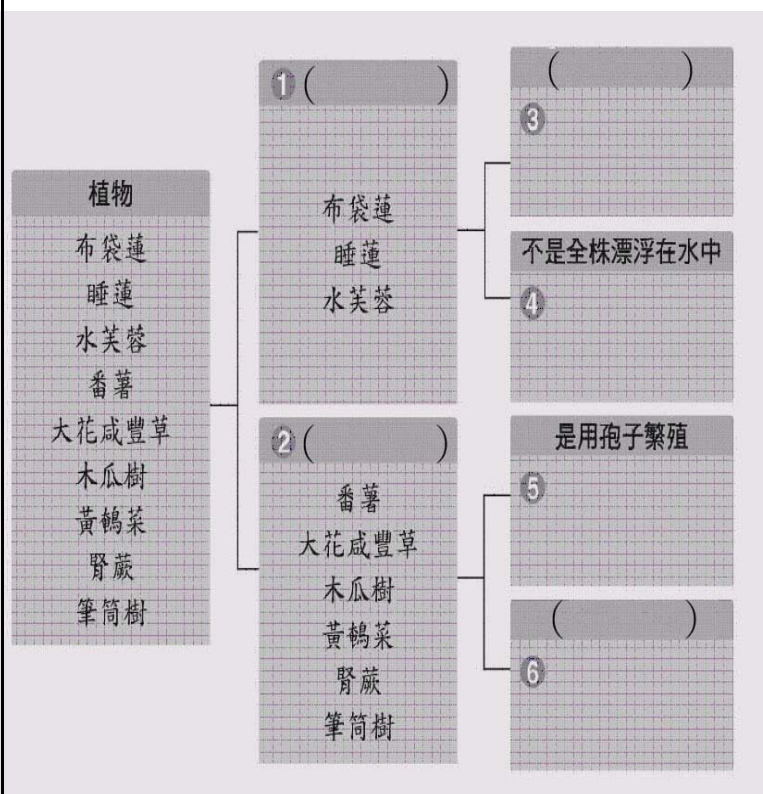 植物
布袋蓮
睡蓮
水芙蓉
番薯
大花咸豐草
木瓜樹
黃鵪菜
腎蕨
筆筒樹
1 ( )
布袋蓮
睡蓮
水芙蓉
2 ( )
番薯
大花咸豐草
木瓜樹
黃鵪菜
腎蕨
筆筒樹
( )
3
不是全株漂浮在水中
4
是用孢子繁殖
5
( )
6